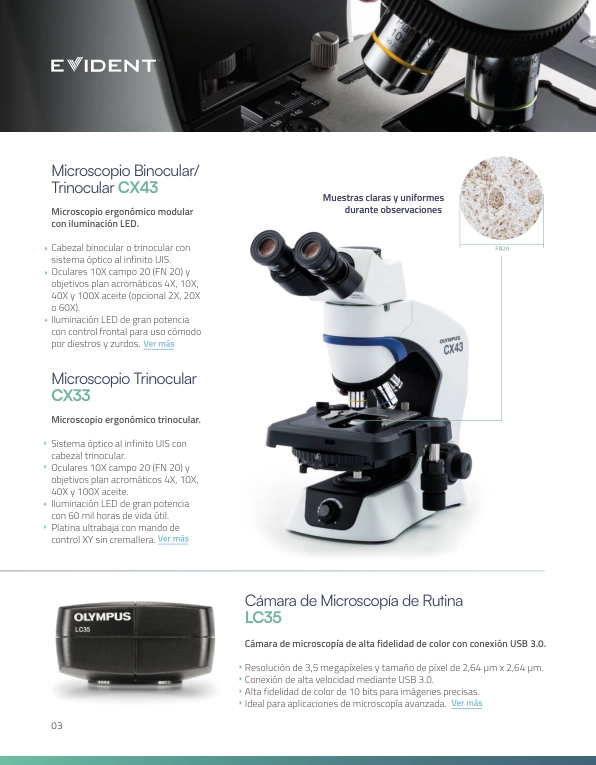 EVIDENT
Microscopio Binocular/
Trinocular CX43
Microscopio ergonómico modular
con iluminación LED.
Cabezal binocular o trinocular con
sistema óptico al infinito UIS.
Oculares 10X campo 20 (FN 20) y
objetivos plan acromáticos 4X, 10X,
40X y 100X aceite (opcional 2X, 20X
o 60X).
Iluminación LED de gran potencia
con control frontal para uso cómodo
por diestros y zurdos. Ver más
Muestras claras y uniformes
durante observaciones
FN20
OLYMPUS
CX43
Microscopio Trinocular
CX33
Microscopio ergonómico trinocular.
Sistema óptico al infinito UIS con
cabezal trinocular.
Oculares 10X campo 20 (FN 20) y
objetivos plan acromáticos 4X, 10X,
40X y 100X aceite.
Iluminación LED de gran potencia
con 60 mil horas de vida útil.
Platina ultrabaja con mando de
control XY sin cremallera. Ver más
OLYMPUS
LC35
Cámara de Microscopía de Rutina
LC35
Cámara de microscopía de alta fidelidad de color con conexión USB 3.0.
Resolución de 3,5 megapíxeles y tamaño de píxel de 2,64 µm x 2,64 µm.
Conexión de alta velocidad mediante USB 3.0.
Alta fidelidad de color de 10 bits para imágenes precisas.
Ideal para aplicaciones de microscopía avanzada. Ver más
03